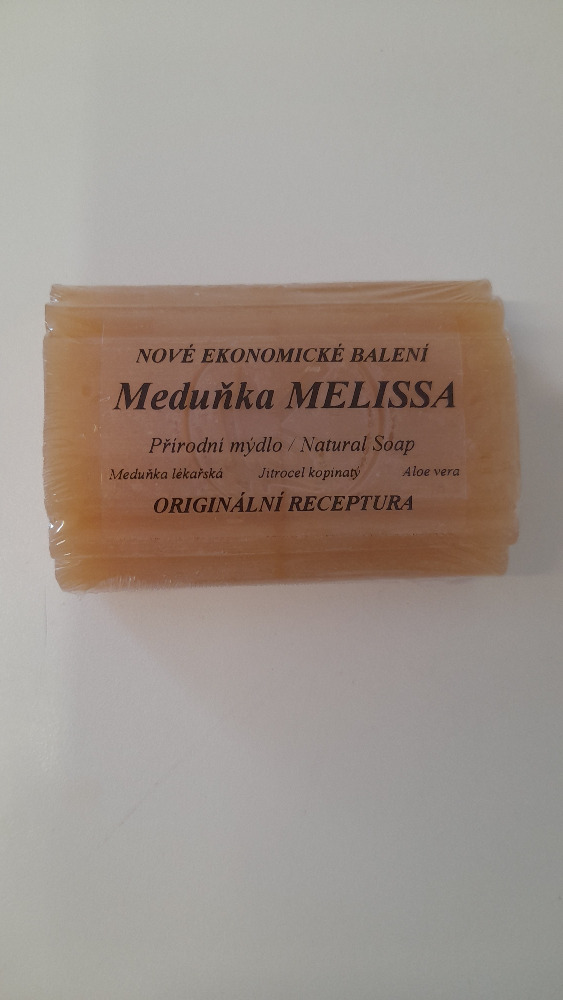 NOVÉ EKONOMICKÉ BALENÍ
Meduňka MELISSA
Přírodní mýdlo / Natural Soap
Meduňka lékařská Jitrocel kopinatý Aloe vera
ORIGINÁLNÍ RECEPTURA